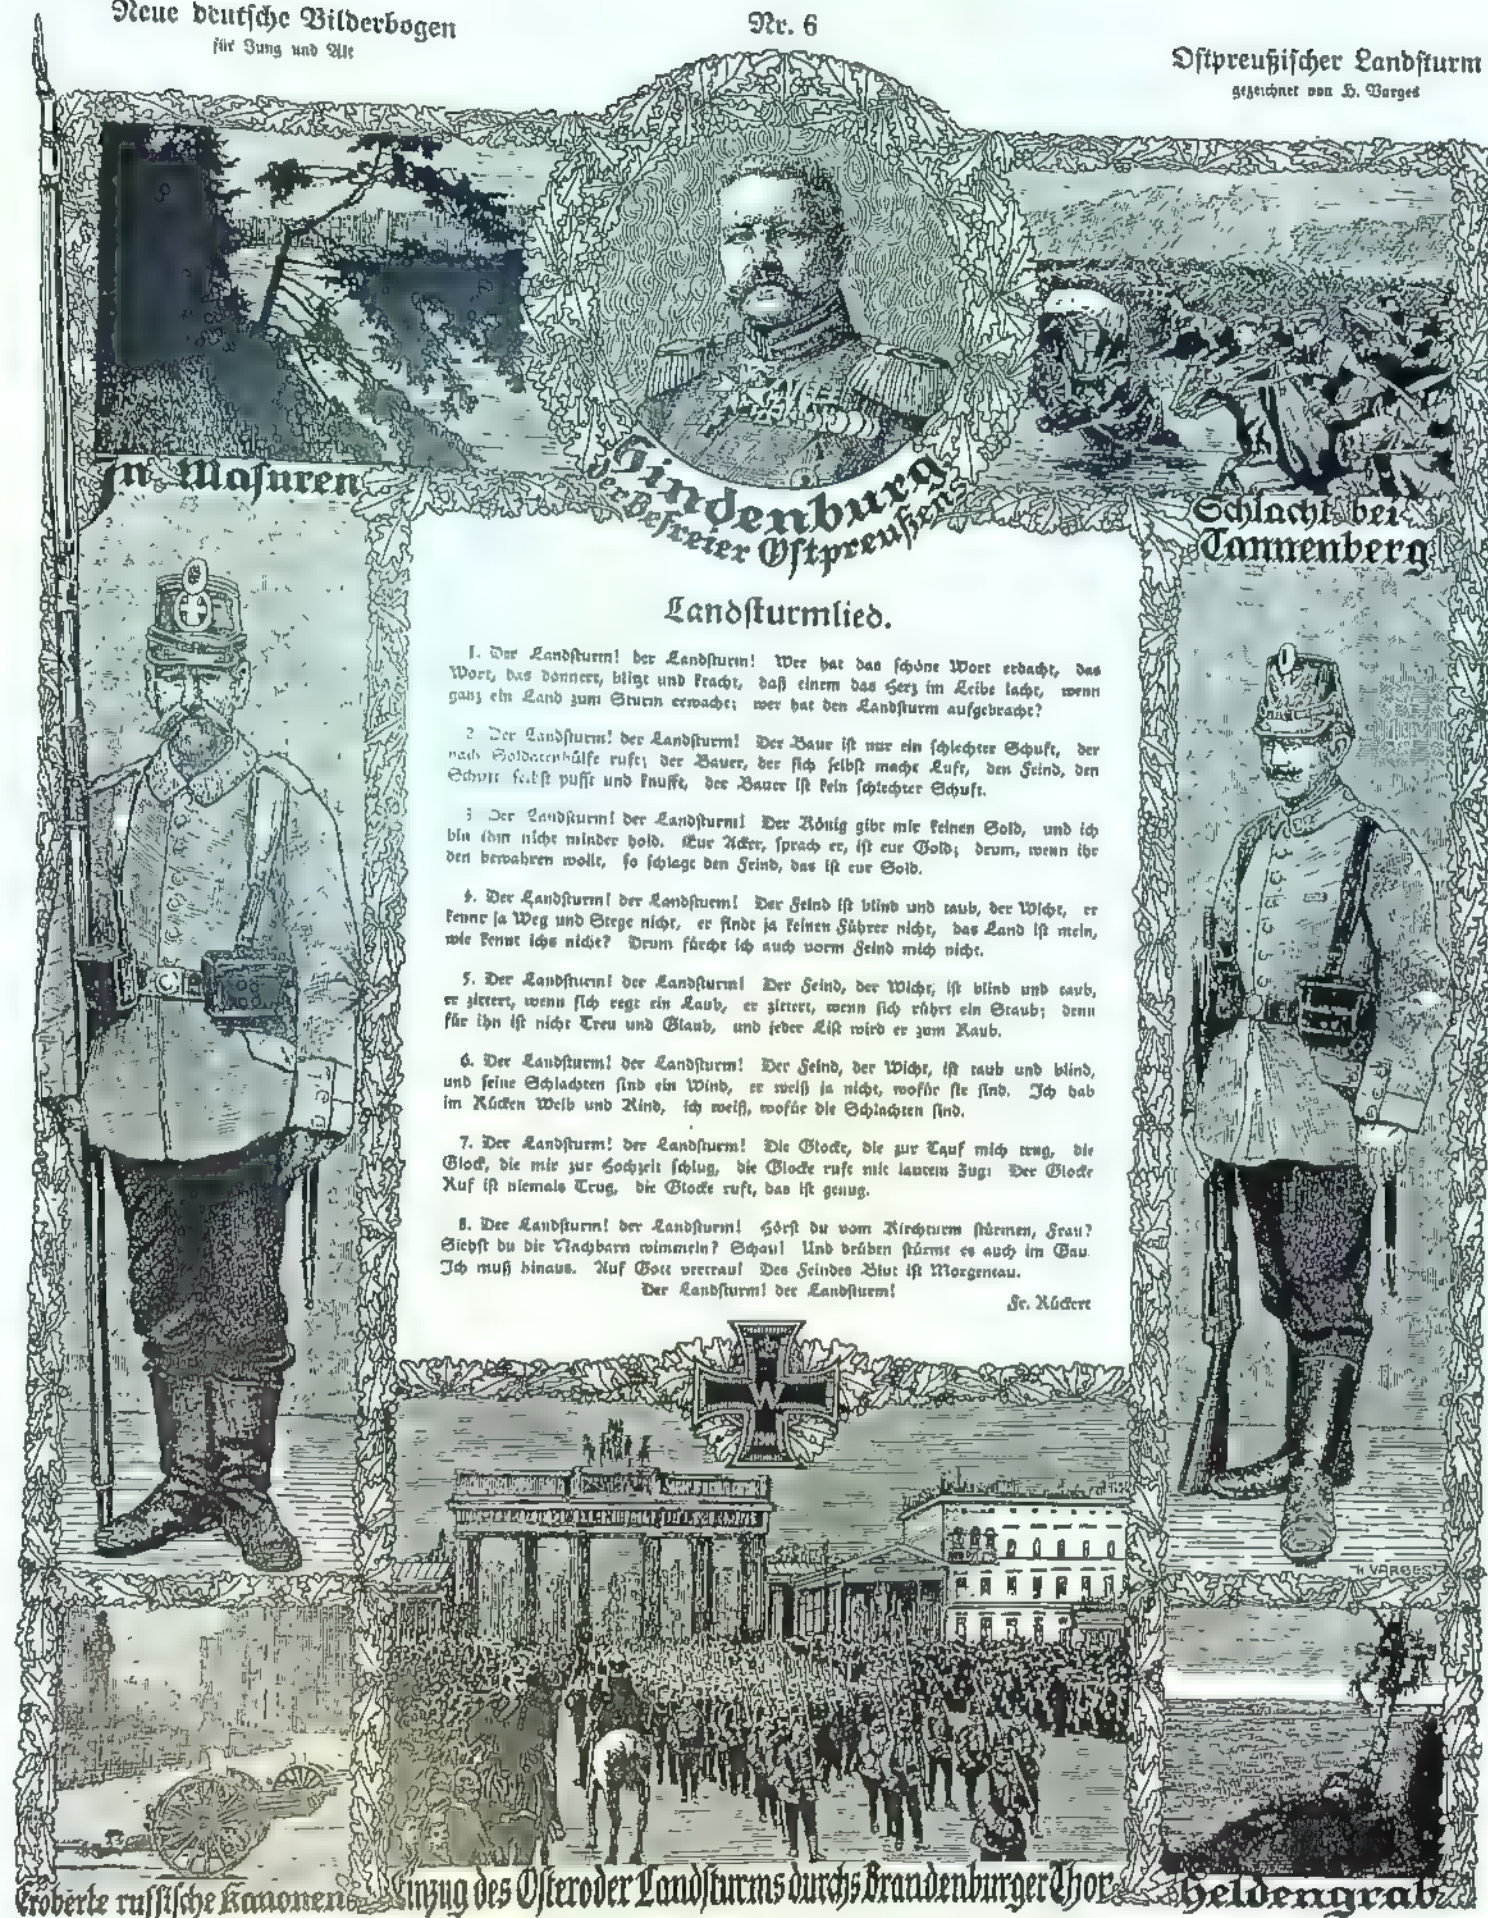 Neue deutsche Bilderbogen
für Jung und Alt
Nr. 6
Ostpreußischer Landsturm
gezeichnet von H. Varges
In Masuren
Hindenburg
der Befreier Ostpreußens
Schlacht bei
Tannenberg
Landsturmlied.
1. Der Landsturm! der Landsturm! Wer hat das schöne Wort erdacht, das
Wort, das donnert, blitzt und kracht, daß einem das Herz im Leibe lacht, wenn
ganz ein Land zum Sturm erwacht; wer hat den Landsturm aufgebracht?
2 Der Landsturm! der Landsturm! Der Baur ist nur ein schlechter Schuft, der
nach Soldatenhülfe ruft; der Bauer, der sich selbst macht Luft, den Feind, den
Schuft selbst pufft und knufft, der Bauer ist kein schlechter Schuft.
3 Der Landsturm! der Landsturm! Der König gibt mir keinen Sold, und ich
bin ihm nicht minder hold. Eur Acker, sprach er, ist eur Gold; drum, wenn ihr
den bewahren wollt, so schlagt den Feind, das ist eur Sold.
4. Der Landsturm! der Landsturm! Der Feind ist blind und taub, der Wicht, er
kennt ja Weg und Stege nicht, er findt ja keinen Führer nicht, das Land ist mein,
wie kennt ichs nicht? Drum fürcht ich auch vorm Feind mich nicht.
5. Der Landsturm! der Landsturm! Der Feind, der Wicht, ist blind und taub,
er zittert, wenn sich regt ein Laub, er zittert, wenn sich rührt ein Staub; denn
für ihn ist nicht Treu und Glaub, und jeder List wird er zum Raub.
6. Der Landsturm! der Landsturm! Der Feind, der Wicht, ist taub und blind,
und seine Schlachten sind ein Wind, er weiß ja nicht, wofür sie sind. Ich hab
im Rücken Weib und Kind, ich weiß, wofür die Schlachten sind.
7. Der Landsturm! der Landsturm! Die Glocke, die zur Tauf mich trug, die
Glock, die mir zur Hochzeit schlug, die Glocke ruft mit lautem Zug: Der Glocke
Ruf ist niemals Trug, die Glocke ruft, das ist genug.
8. Der Landsturm! der Landsturm! Hörst du vom Kirchturm stürmen, Frau?
Siehst du die Nachbarn wimmeln? Schau! Und drüben stürmt es auch im Gau.
Ich muß hinaus. Auf Gott vertrau! Des Feindes Blut ist Morgentau.
Der Landsturm! der Landsturm!
Fr. Rückert
W
H VARGES
Eroberte russische Kanonen
Einzug des Osteroder Landsturms durchs Brandenburger Thor
Heldengrab